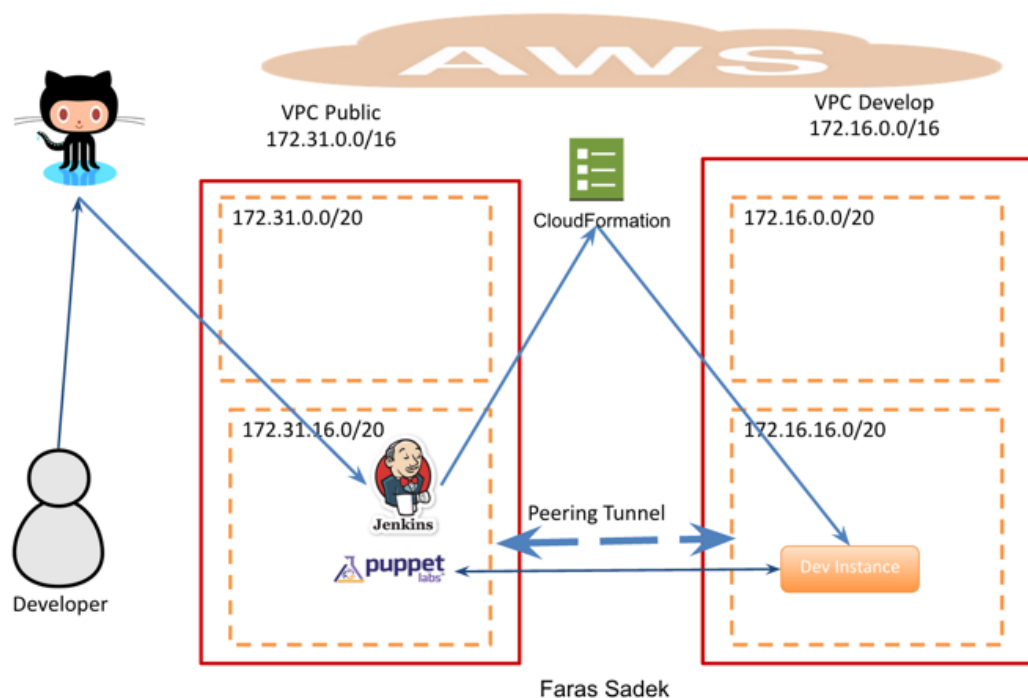 AWS
VPC Public
172.31.0.0/16
VPC Develop
172.16.0.0/16
172.31.0.0/20
CloudFormation
172.16.0.0/20
172.31.16.0/20
172.16.16.0/20
Jenkins
Peering Tunnel
puppet
labs
Dev Instance
Developer
Faras Sadek